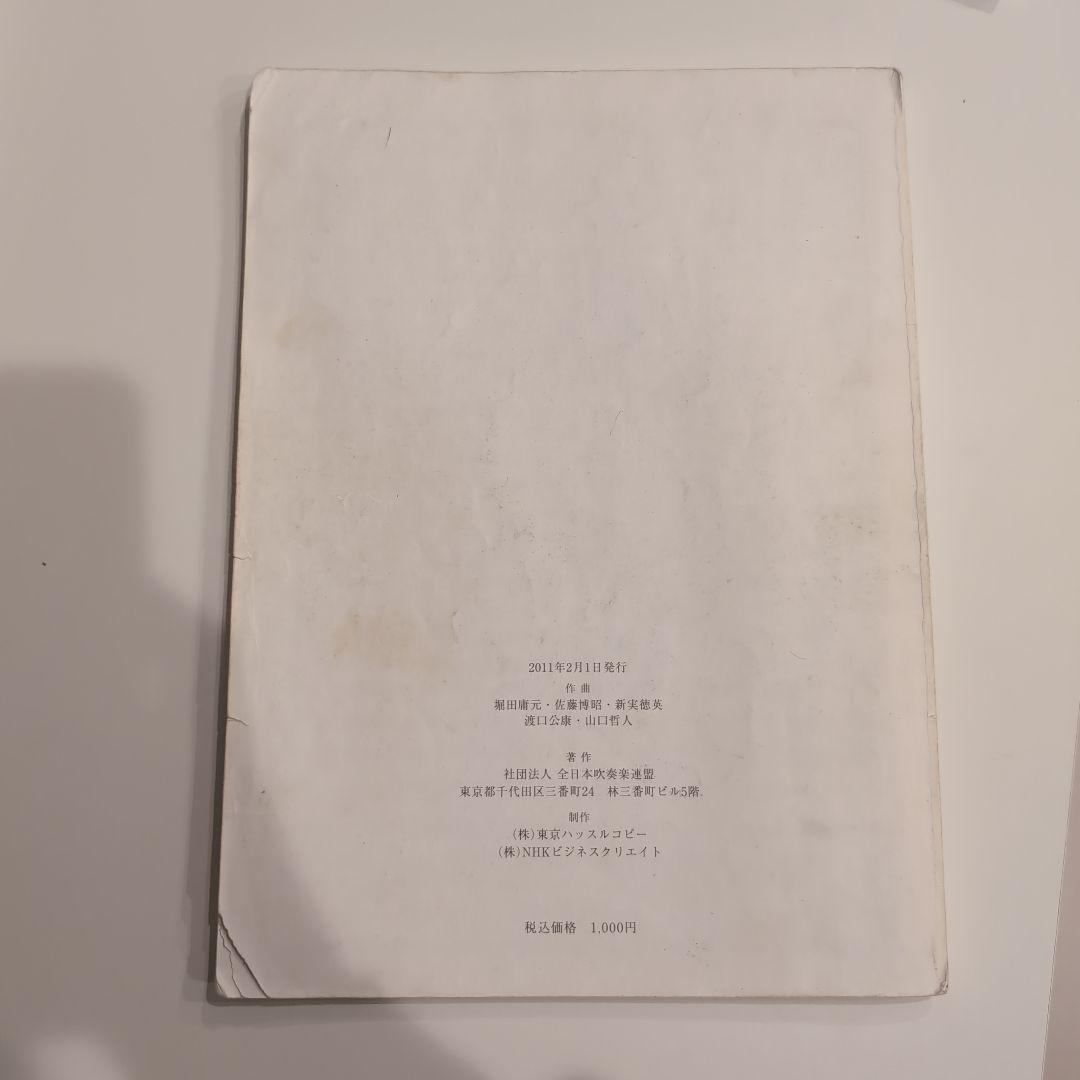 2011年2月1日発行
作 曲
堀田庸元・佐藤博昭・新実徳英
渡口公康・山口哲人
著 作
社団法人 全日本吹奏楽連盟
東京都千代田区三番町24　林三番町ビル5階
制作
(株)東京ハッスルコピー
(株)NHKビジネスクリエイト
税込価格　1,000円